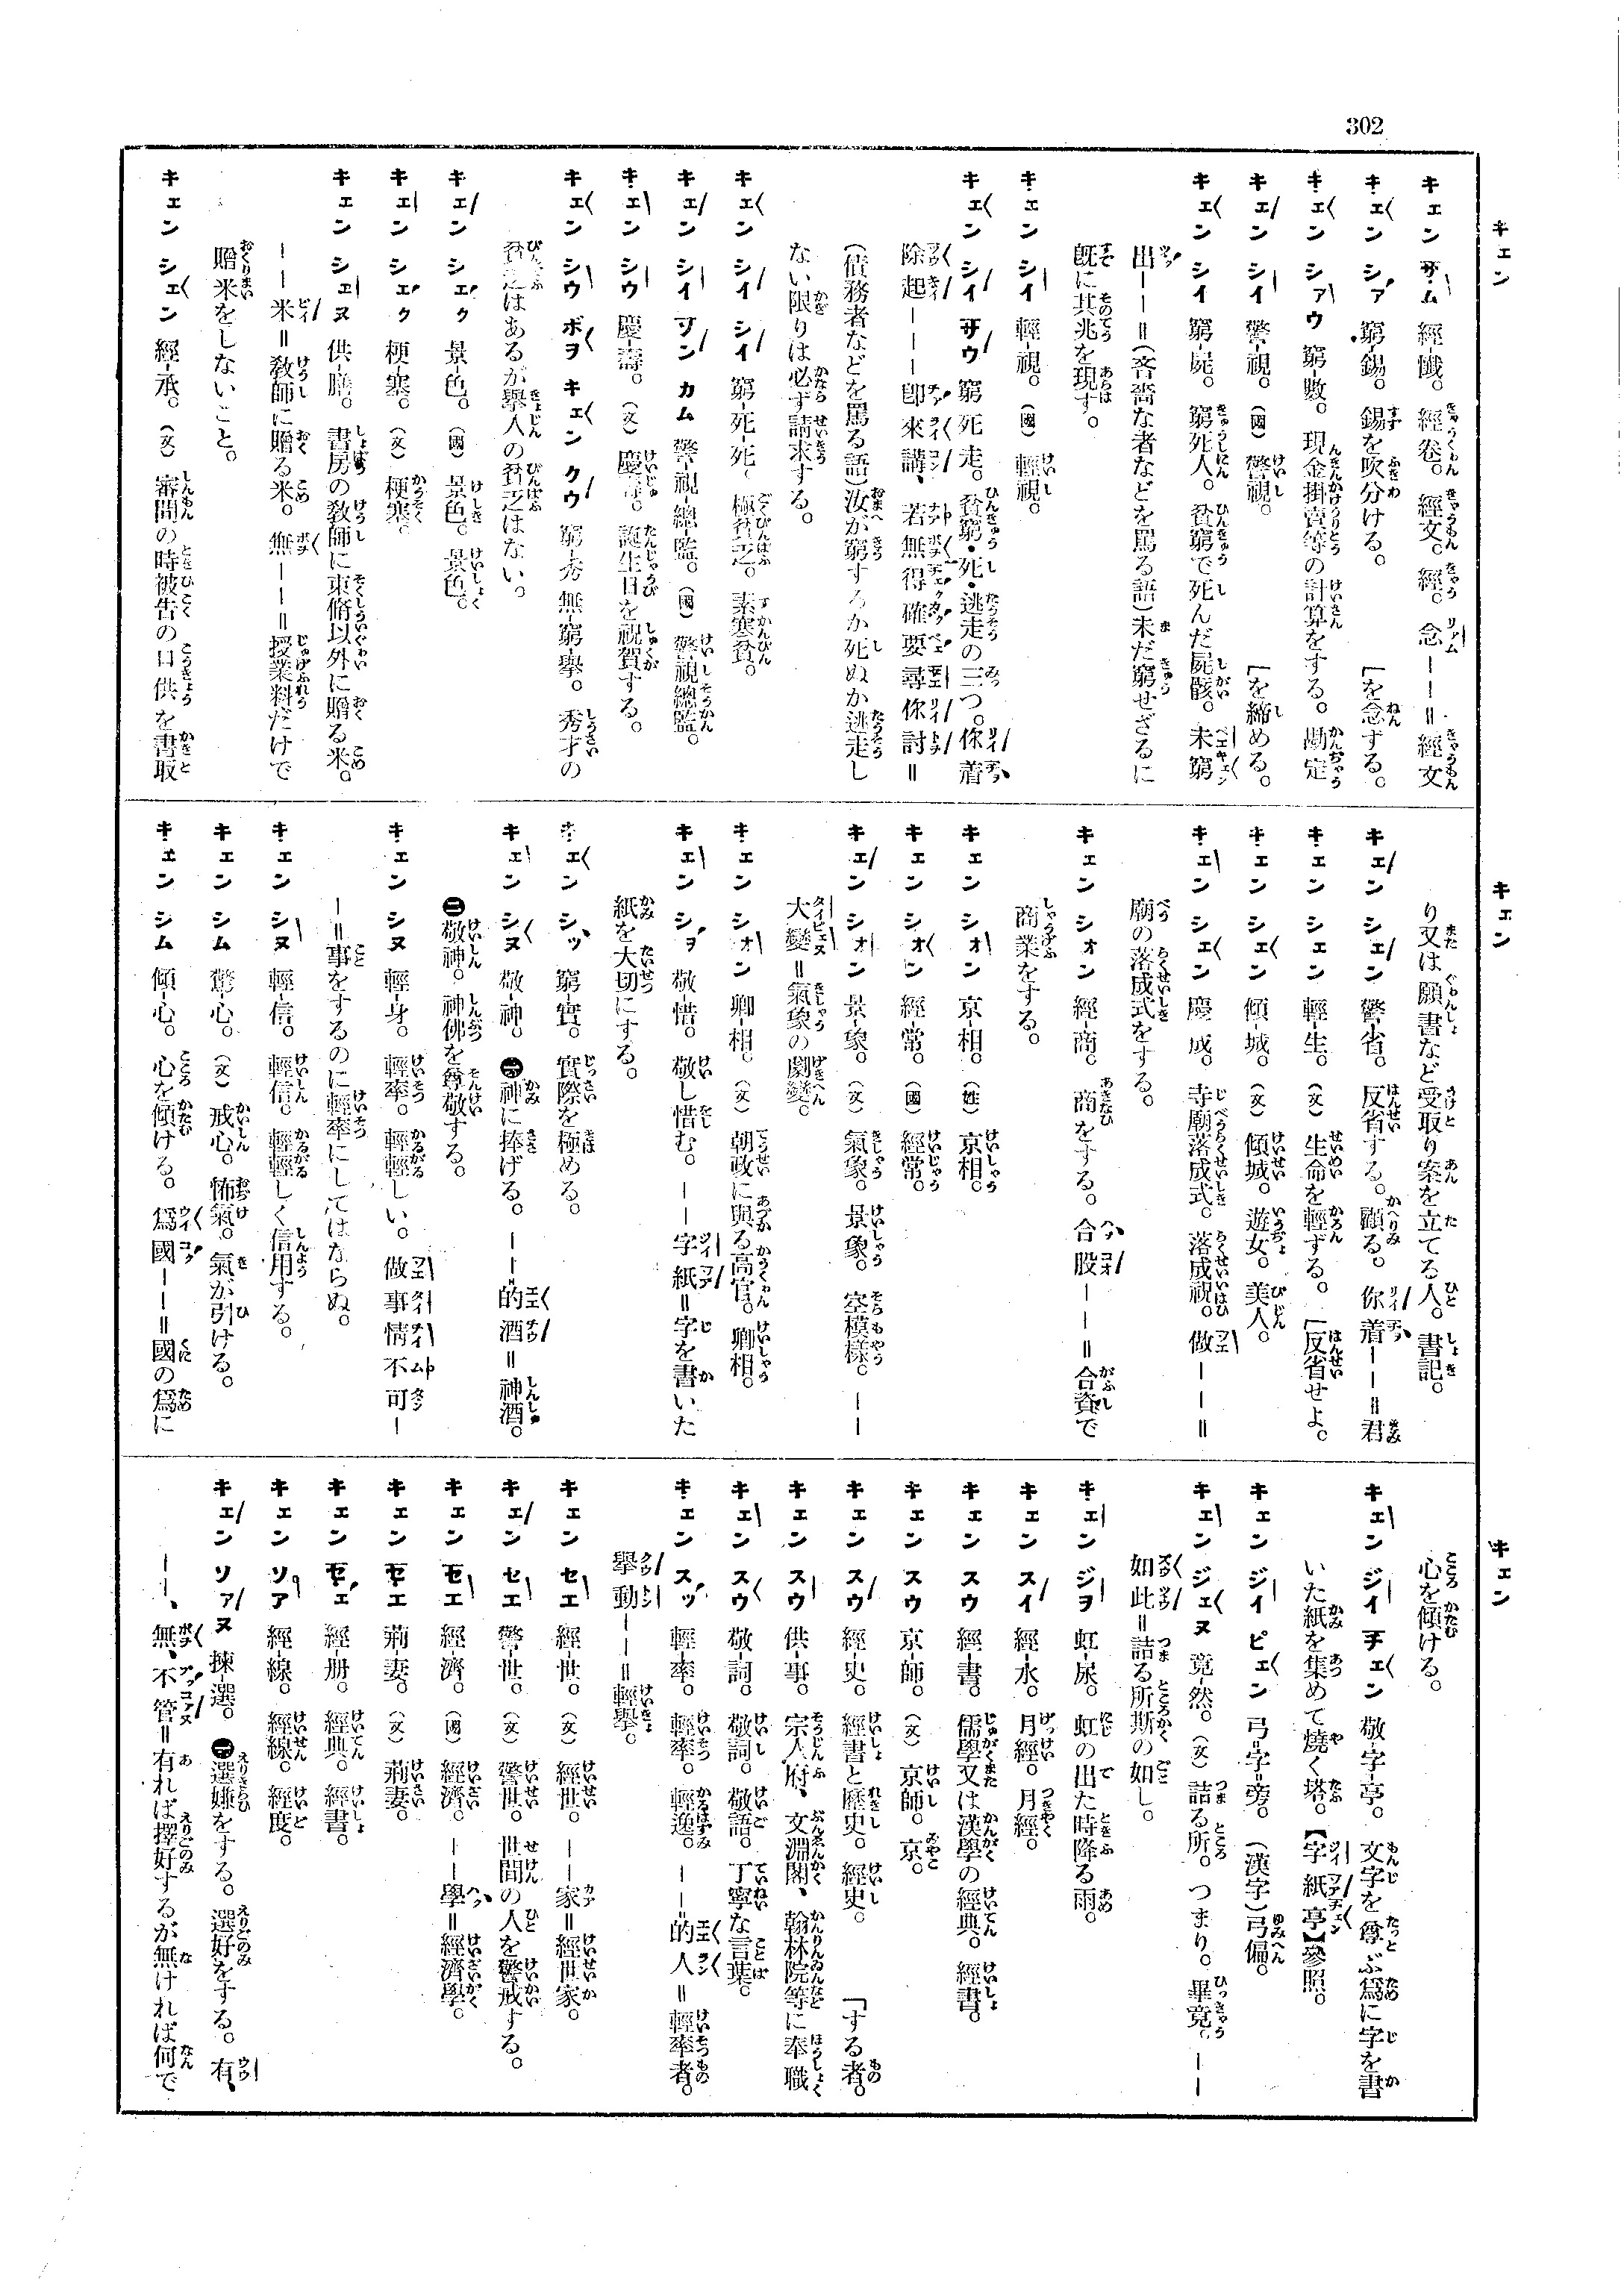 302
キエン
キエン サム 經-懺。經卷。經文。經。念ーー＝經文
キエン シア 窮-錫。錫を吹分ける。［を念ずる。
キエン シアウ 窮-數。現金掛賣等の計算をする。勘定
キエン シイ 警-視。（國）警視。［を締める。
キエン シイ 窮-屍。窮死人。貧窮で死んだ屍骸。未窮
出ーー＝（吝嗇な者などを罵る語）未だ窮せざるに
既に其兆を現す。
キエン シイ 輕-視。（國）輕視。
キエン シイ サウ 窮 死 走。貧窮・死・逃走の三つ。你着
除起ーーー卽來講、若無得確要尋你討＝
（債務者などを罵る語）汝が窮するか死ぬか逃走し
ない限りは必ず請求する。
キエン シイ シイ 窮-死-死。極貧乏。素寒貧。
キエン シイ ソン カム 警-視-總-監。（國）警視總監。
キエン シウ 慶-壽。（文）慶壽。誕生日を祝賀する。
キエン シウ ボヲ キエン クウ 窮-秀 無-窮-擧。秀才の
貧乏はあるが擧人の貧乏はない。
キエン シエク 景-色。（國）景色。景色。
キエン シエク 梗-塞。（文）梗塞。
キエン シエヌ 供-膳。書房の敎師に束脩以外に贈る米。
ーー米＝敎師に贈る米。無ーー＝授業料だけで
贈米をしないこと。
キエン シエン 經-承。（文）審問の時被告の口供を書取
キエン
り又は願書など受取り案を立てる人。書記。
キエン シエン 警-省。反省する。顧る。你着ーー＝君
キエン シエン 輕-生。（文）生命を輕ずる。［反省せよ。
キエン シエン 傾-城。（文）傾城。遊女。美人。
キエン シエン 慶 成。寺廟落成式。落成祝。做ーー＝
廟の落成式をする。
キエン シオン 經-商。商をする。合股ーー＝合資で
商業をする。
キエン シオン 京-相。（姓）京相。
キエン シオン 經-常。（國）經常。
キエン シオン 景-象。（文）氣象。景象。空模樣。ーー
大變＝氣象の劇變。
キエン シオン 卿-相。（文）朝政に與る高官。卿相。
キエン シヲ 敬-惜。敬し惜む。ーー字紙＝字を書いた
紙を大切にする。
キエン シツ 窮-實。實際を極める。
キエン シヌ 敬-神。㊀神に捧げる。ーー的酒＝神酒。
㊁敬神。神佛を尊敬する。
キエン シヌ 輕-身。輕率。輕輕しい。做事情不可ー
ー＝事をするのに輕率にしてはならぬ。
キエン シヌ 輕-信。輕信。輕輕しく信用する。
キエン シム 驚-心。（文）戒心。怖氣。氣が引ける。
キエン シム 傾-心。心を傾ける。爲國ーー＝國の爲に
キエン
心を傾ける。
キエン ジイ チエン 敬-字-亭。文字を尊ぶ爲に字を書
いた紙を集めて燒く塔。【字紙亭】參照。
キエン ジイ ピエン 弓-字-旁。（漢字）弓偏。
キエン ジエヌ 竟-然。（文）詰る所。つまり。畢竟。ーー
如此＝詰る所斯の如し。
キエン ジヲ 虹-尿。虹の出た時降る雨。
キエン スイ 經-水。月經。月經。
キエン スウ 經-書。儒學又は漢學の經典。經書。
キエン スウ 京-師。（文）京師。京。
キエン スウ 經-史。經書と歷史。經史。［する者。
キエン スウ 供-事。宗人府、文淵閣、翰林院等に奉職
キエン スウ 敬-詞。敬詞。敬語。丁寧な言葉。
キエン スツ 輕-率。輕率。輕逸。ーー的人＝輕率者。
擧動ーー＝輕擧。
キエン セエ 經-世。（文）經世。ーー家＝經世家。
キエン セエ 警-世。（文）警世。世間の人を警戒する。
キエン セエ 經-濟。（國）經濟。ーー學＝經濟學。
キエン セエ 荊-妻。（文）荊妻。
キエン セエ 經-册。經典。經書。
キエン ソア 經-線。經線。經度。
キエン ソアヌ 揀-選。㊀選嫌をする。選好をする。有、
ーー、無、不管＝有れば擇好するが無ければ何で